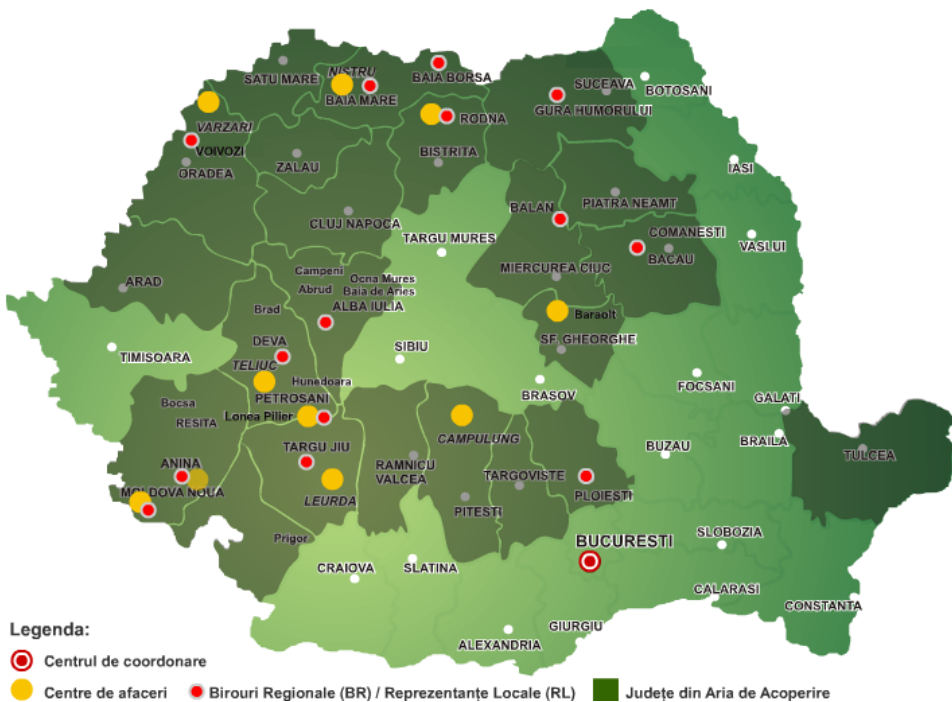 SATU MARE
NISTRU
BAIA MARE
BAIA BORSA
SUCEAVA
GURA HUMORULUI
BOTOSANI
VARZARI
VOIVOZI
ORADEA
RODNA
BISTRITA
ZALAU
IASI
CLUJ NAPOCA
BALAN
PIATRA NEAMT
TARGU MURES
COMANESTI
BACAU
VASLUI
MIERCUREA CIUC
ARAD
Campeni
Ocna Mures
Abrud
Baia de Aries
ALBA IULIA
Brad
Baraolt
SF. GHEORGHE
DEVA
TIMISOARA
TELIUC
SIBIU
Hunedoara
PETROSANI
BRASOV
FOCSANI
Bocsa
RESITA
Lonea Pilier
GALATI
CAMPULUNG
TARGU JIU
BUZAU
BRAILA
ANINA
RAMNICU
VALCEA
TARGOVISTE
TULCEA
MOLDOVA NOUA
LEURDA
PITESTI
PLOIESTI
Prigor
BUCURESTI
SLOBOZIA
CRAIOVA
SLATINA
CALARASI
CONSTANTA
GIURGIU
ALEXANDRIA
Legenda:
Centrul de coordonare
Centre de afaceri
Birouri Regionale (BR) / Reprezentanțe Locale (RL)
Județe din Aria de Acoperire